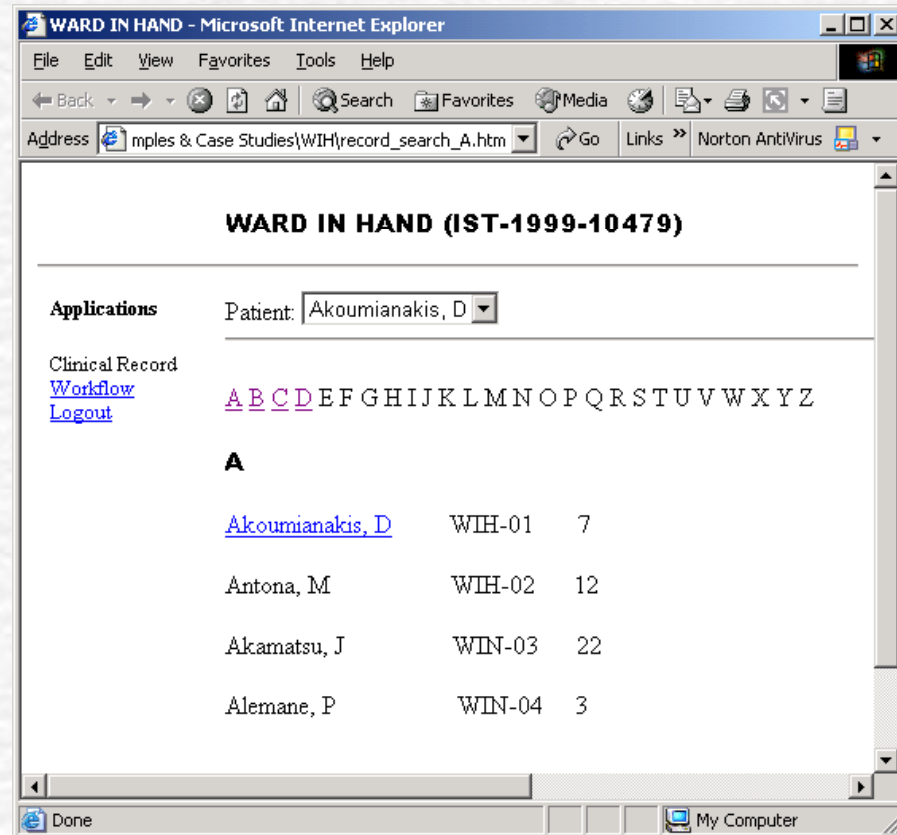 WARD IN HAND - Microsoft Internet Explorer
File Edit View Favorites Tools Help
Back Search Favorites Media
Address mples & Case Studies\WIH\record_search_A.htm Go Links » Norton AntiVirus
WARD IN HAND (IST-1999-10479)
Applications
Patient: Akoumianakis, D
Clinical Record
Workflow
Logout
A B C D E F G H I J K L M N O P Q R S T U V W X Y Z
A
Akoumianakis, D WIH-01 7
Antona, M WIH-02 12
Akamatsu, J WIN-03 22
Alemane, P WIN-04 3
Done My Computer